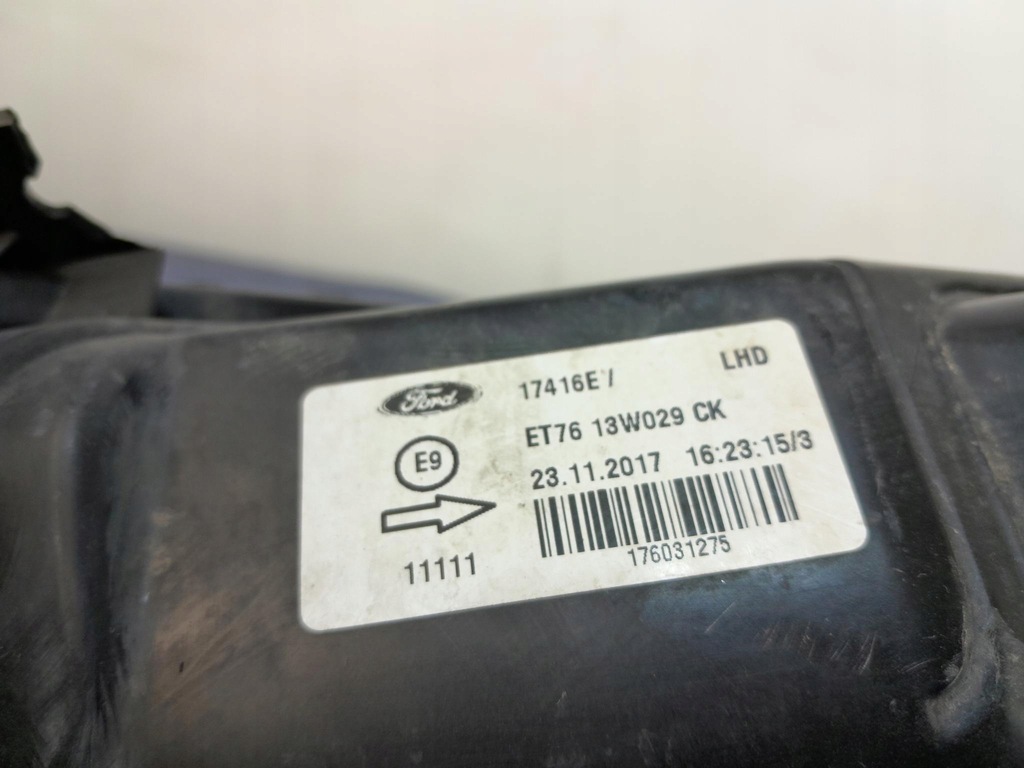 Ford
17416E /
LHD
ET76 13W029 CK
E9
23.11.2017 16:23:15/3
11111
176031275